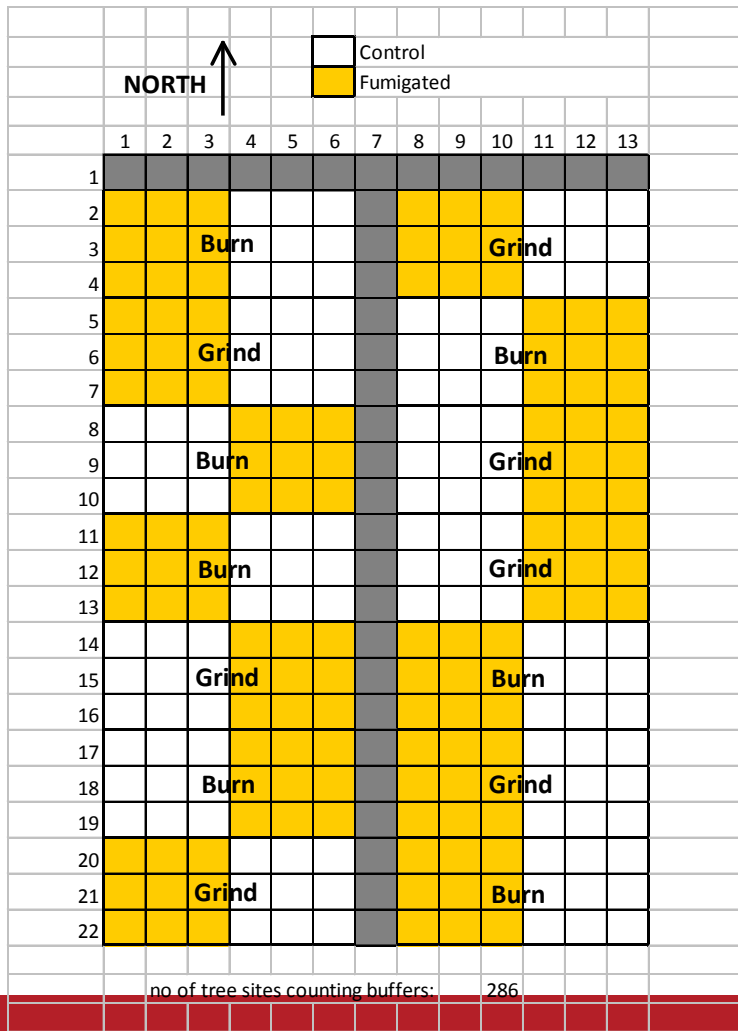 Control
NORTH Fumigated
1 2 3 4 5 6 7 8 9 10 11 12 13
1
2
3 Burn Grind
4
5
6 Grind Burn
7
8
9 Burn Grind
10
11
12 Burn Grind
13
14
15 Grind Burn
16
17
18 Burn Grind
19
20
21 Grind Burn
22
no of tree sites counting buffers: 286